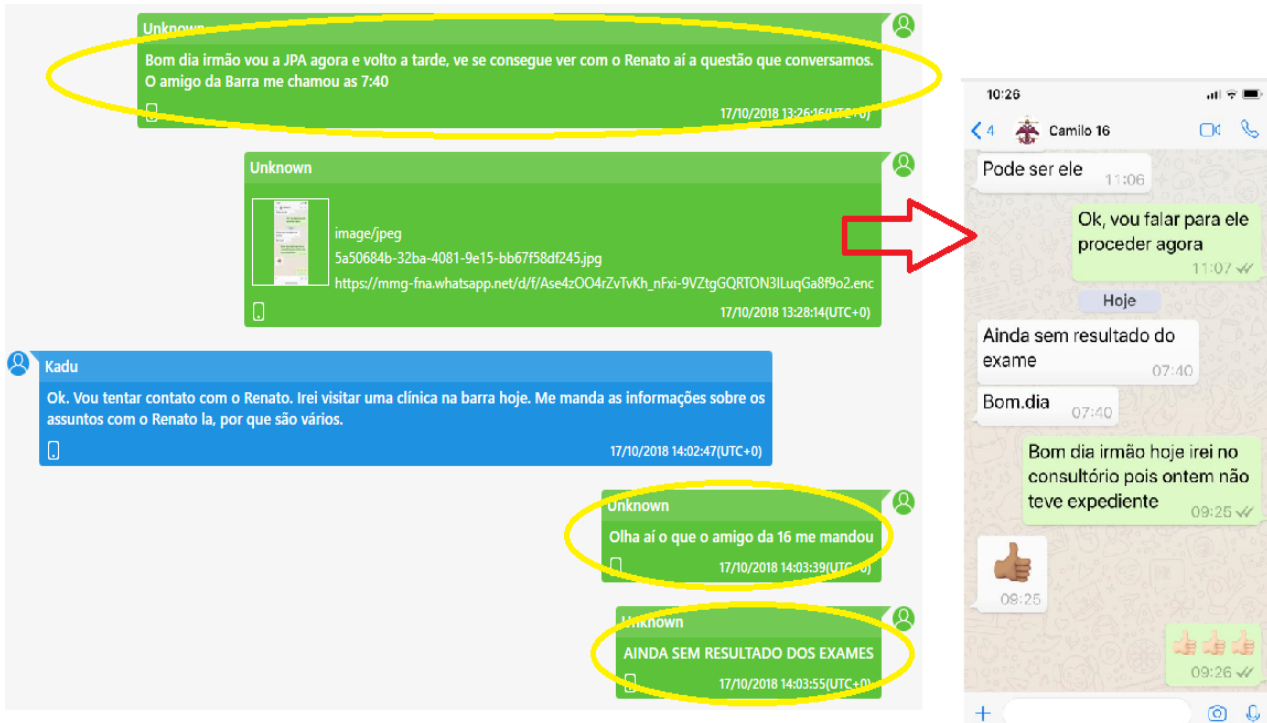 Unknown
Bom dia irmão vou a JPA agora e volto a tarde, ve se consegue ver com o Renato aí a questão que conversamos.
O amigo da Barra me chamou as 7:40
17/10/2018 13:26:16(UTC+0)
Unknown
image/jpeg
5a50684b-32ba-4081-9e15-bb67f58df245.jpg
https://mmg-fna.whatsapp.net/d/f/Ase4zOO4rZvTvKh_nFxi-9VZtgGQRTON3ILuqGa8f9o2.enc
17/10/2018 13:28:14(UTC+0)
Kadu
Ok. Vou tentar contato com o Renato. Irei visitar uma clínica na barra hoje. Me manda as informações sobre os
assuntos com o Renato la, por que são vários.
17/10/2018 14:02:47(UTC+0)
Unknown
Olha aí o que o amigo da 16 me mandou
17/10/2018 14:03:39(UTC+0)
Unknown
AINDA SEM RESULTADO DOS EXAMES
17/10/2018 14:03:55(UTC+0)
10:26
4
Camilo 16
Pode ser ele
11:06
Ok, vou falar para ele
proceder agora
11:07
Hoje
Ainda sem resultado do
exame
07:40
Bom.dia
07:40
Bom dia irmão hoje irei no
consultório pois ontem não
teve expediente
09:25
09:25
09:26